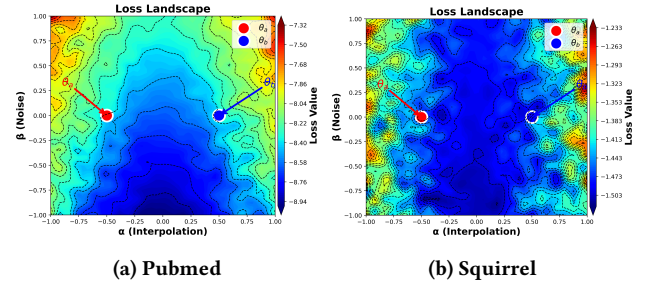 Loss Landscape
θₐ
θ_b
β (Noise)
1.00
0.75
0.50
0.25
0.00
−0.25
−0.50
−0.75
−1.00
−1.00 −0.75 −0.50 −0.25 0.00 0.25 0.50 0.75 1.00
α (Interpolation)
−7.32
−7.50
−7.68
−7.86
−8.04
−8.22
−8.40
−8.58
−8.76
−8.94
Loss Value
(a) Pubmed
Loss Landscape
θₐ
θ_b
β (Noise)
1.00
0.75
0.50
0.25
0.00
−0.25
−0.50
−0.75
−1.00
−1.00 −0.75 −0.50 −0.25 0.00 0.25 0.50 0.75 1.00
α (Interpolation)
−1.233
−1.263
−1.293
−1.323
−1.353
−1.383
−1.413
−1.443
−1.473
−1.503
Loss Value
(b) Squirrel